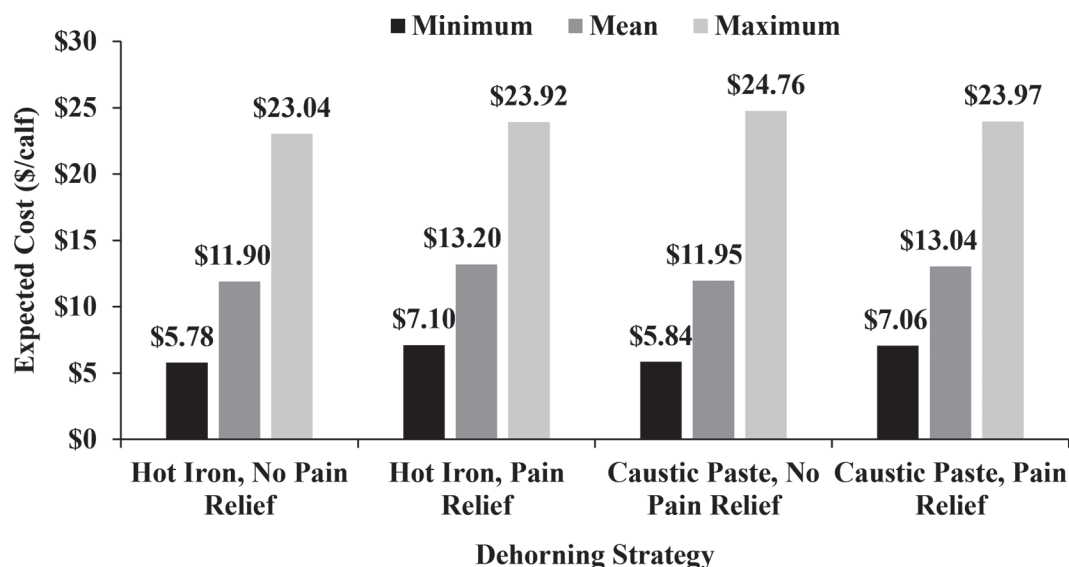 Minimum Mean Maximum
$30
$25
$20
$15
$10
$5
$0
Expected Cost ($/calf)
$5.78
$11.90
$23.04
$7.10
$13.20
$23.92
$5.84
$11.95
$24.76
$7.06
$13.04
$23.97
Hot Iron, No Pain
Relief
Hot Iron, Pain
Relief
Caustic Paste, No
Pain Relief
Caustic Paste, Pain
Relief
Dehorning Strategy